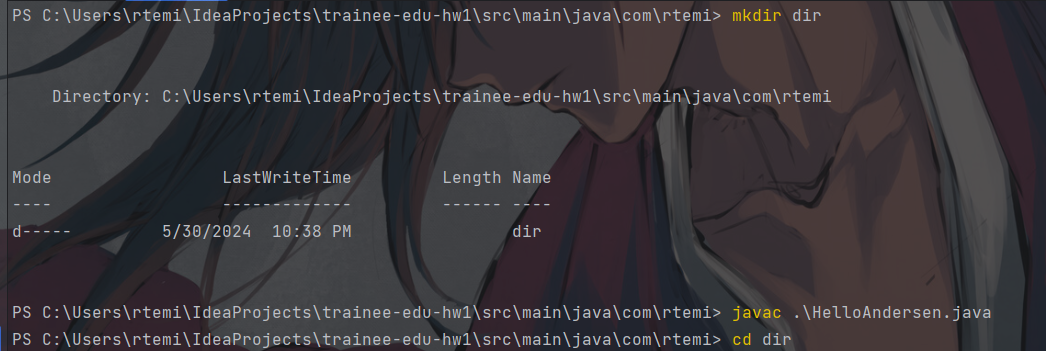 PS C:\Users\rtemi\IdeaProjects\trainee-edu-hw1\src\main\java\com\rtemi> mkdir dir
Directory: C:\Users\rtemi\IdeaProjects\trainee-edu-hw1\src\main\java\com\rtemi
Mode                 LastWriteTime         Length Name
----                 -------------         ------ ----
d-----         5/30/2024  10:38 PM                dir
PS C:\Users\rtemi\IdeaProjects\trainee-edu-hw1\src\main\java\com\rtemi> javac .\HelloAndersen.java
PS C:\Users\rtemi\IdeaProjects\trainee-edu-hw1\src\main\java\com\rtemi> cd dir